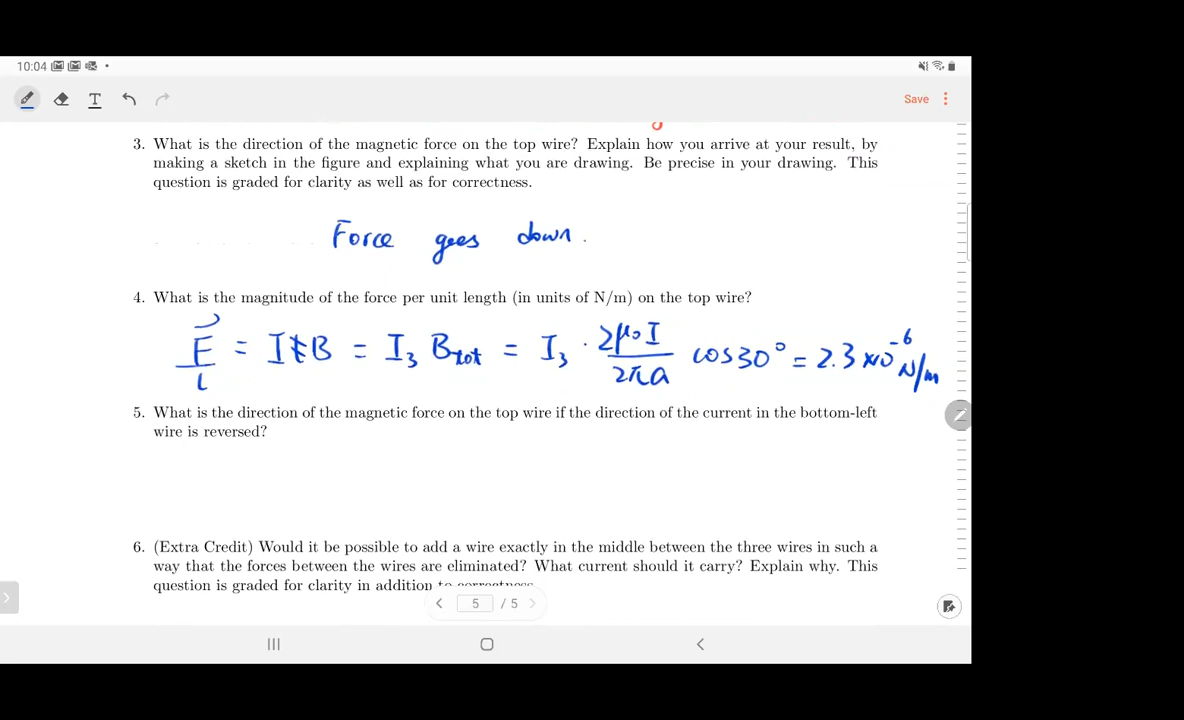 10:04
Save
3. What is the direction of the magnetic force on the top wire? Explain how you arrive at your result, by
making a sketch in the figure and explaining what you are drawing. Be precise in your drawing. This
question is graded for clarity as well as for correctness.
Force goes down.
4. What is the magnitude of the force per unit length (in units of N/m) on the top wire?
F/L = ILB = I₃ Btot = I₃ · 2μ₀I/2πa cos30° = 2.3 x10⁻⁶ N/m
5. What is the direction of the magnetic force on the top wire if the direction of the current in the bottom-left
wire is reversed?
6. (Extra Credit) Would it be possible to add a wire exactly in the middle between the three wires in such a
way that the forces between the wires are eliminated? What current should it carry? Explain why. This
question is graded for clarity in addition to correctness
5 / 5